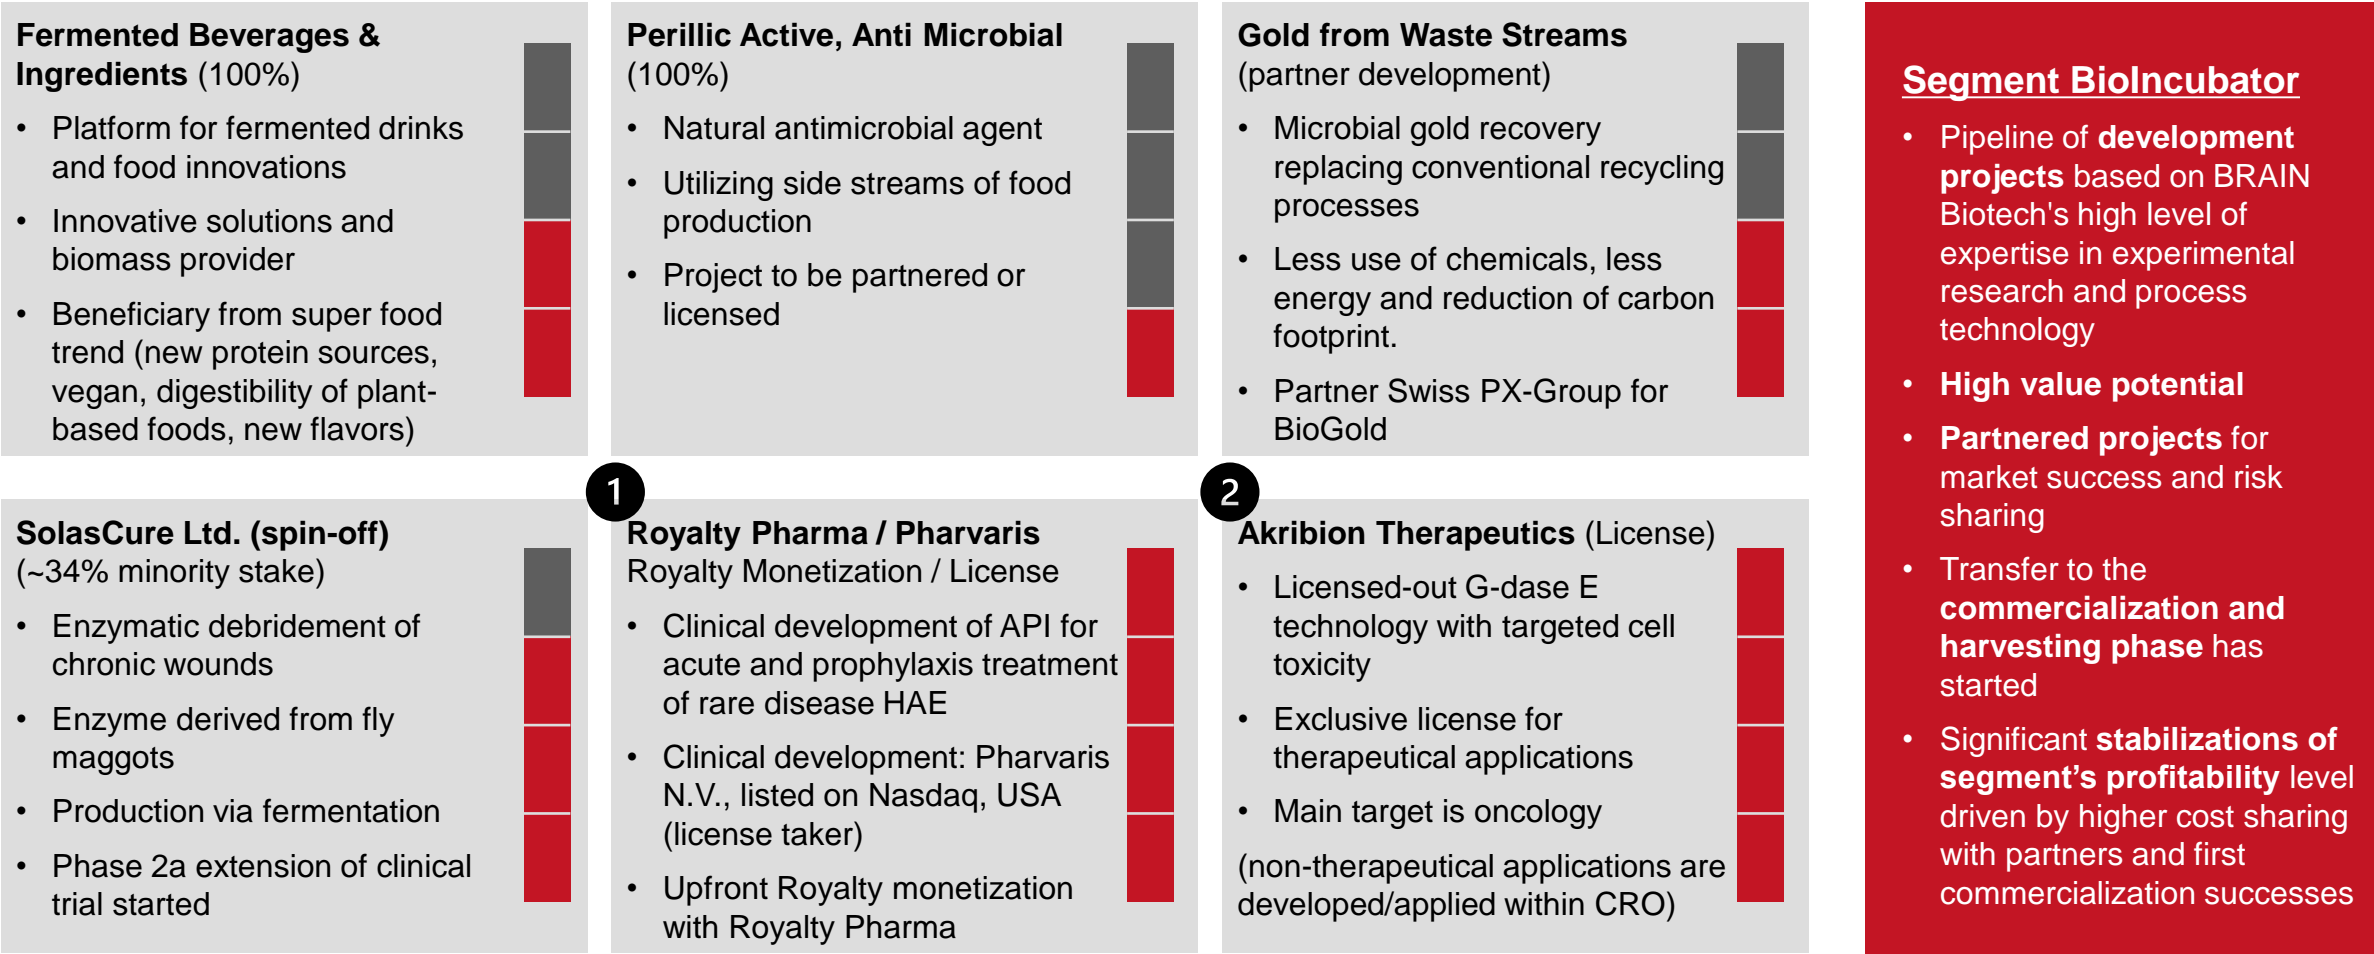 Fermented Beverages &
Ingredients (100%)
• Platform for fermented drinks
and food innovations
• Innovative solutions and
biomass provider
• Beneficiary from super food
trend (new protein sources,
vegan, digestibility of plant-
based foods, new flavors)
Perillic Active, Anti Microbial
(100%)
• Natural antimicrobial agent
• Utilizing side streams of food
production
• Project to be partnered or
licensed
Gold from Waste Streams
(partner development)
• Microbial gold recovery
replacing conventional recycling
processes
• Less use of chemicals, less
energy and reduction of carbon
footprint.
• Partner Swiss PX-Group for
BioGold
SolasCure Ltd. (spin-off)
(~34% minority stake)
• Enzymatic debridement of
chronic wounds
• Enzyme derived from fly
maggots
• Production via fermentation
• Phase 2a extension of clinical
trial started
1
Royalty Pharma / Pharvaris
Royalty Monetization / License
• Clinical development of API for
acute and prophylaxis treatment
of rare disease HAE
• Clinical development: Pharvaris
N.V., listed on Nasdaq, USA
(license taker)
• Upfront Royalty monetization
with Royalty Pharma
2
Akribion Therapeutics (License)
• Licensed-out G-dase E
technology with targeted cell
toxicity
• Exclusive license for
therapeutical applications
• Main target is oncology
(non-therapeutical applications are
developed/applied within CRO)
Segment BioIncubator
• Pipeline of development
projects based on BRAIN
Biotech's high level of
expertise in experimental
research and process
technology
• High value potential
• Partnered projects for
market success and risk
sharing
• Transfer to the
commercialization and
harvesting phase has
started
• Significant stabilizations of
segment’s profitability level
driven by higher cost sharing
with partners and first
commercialization successes